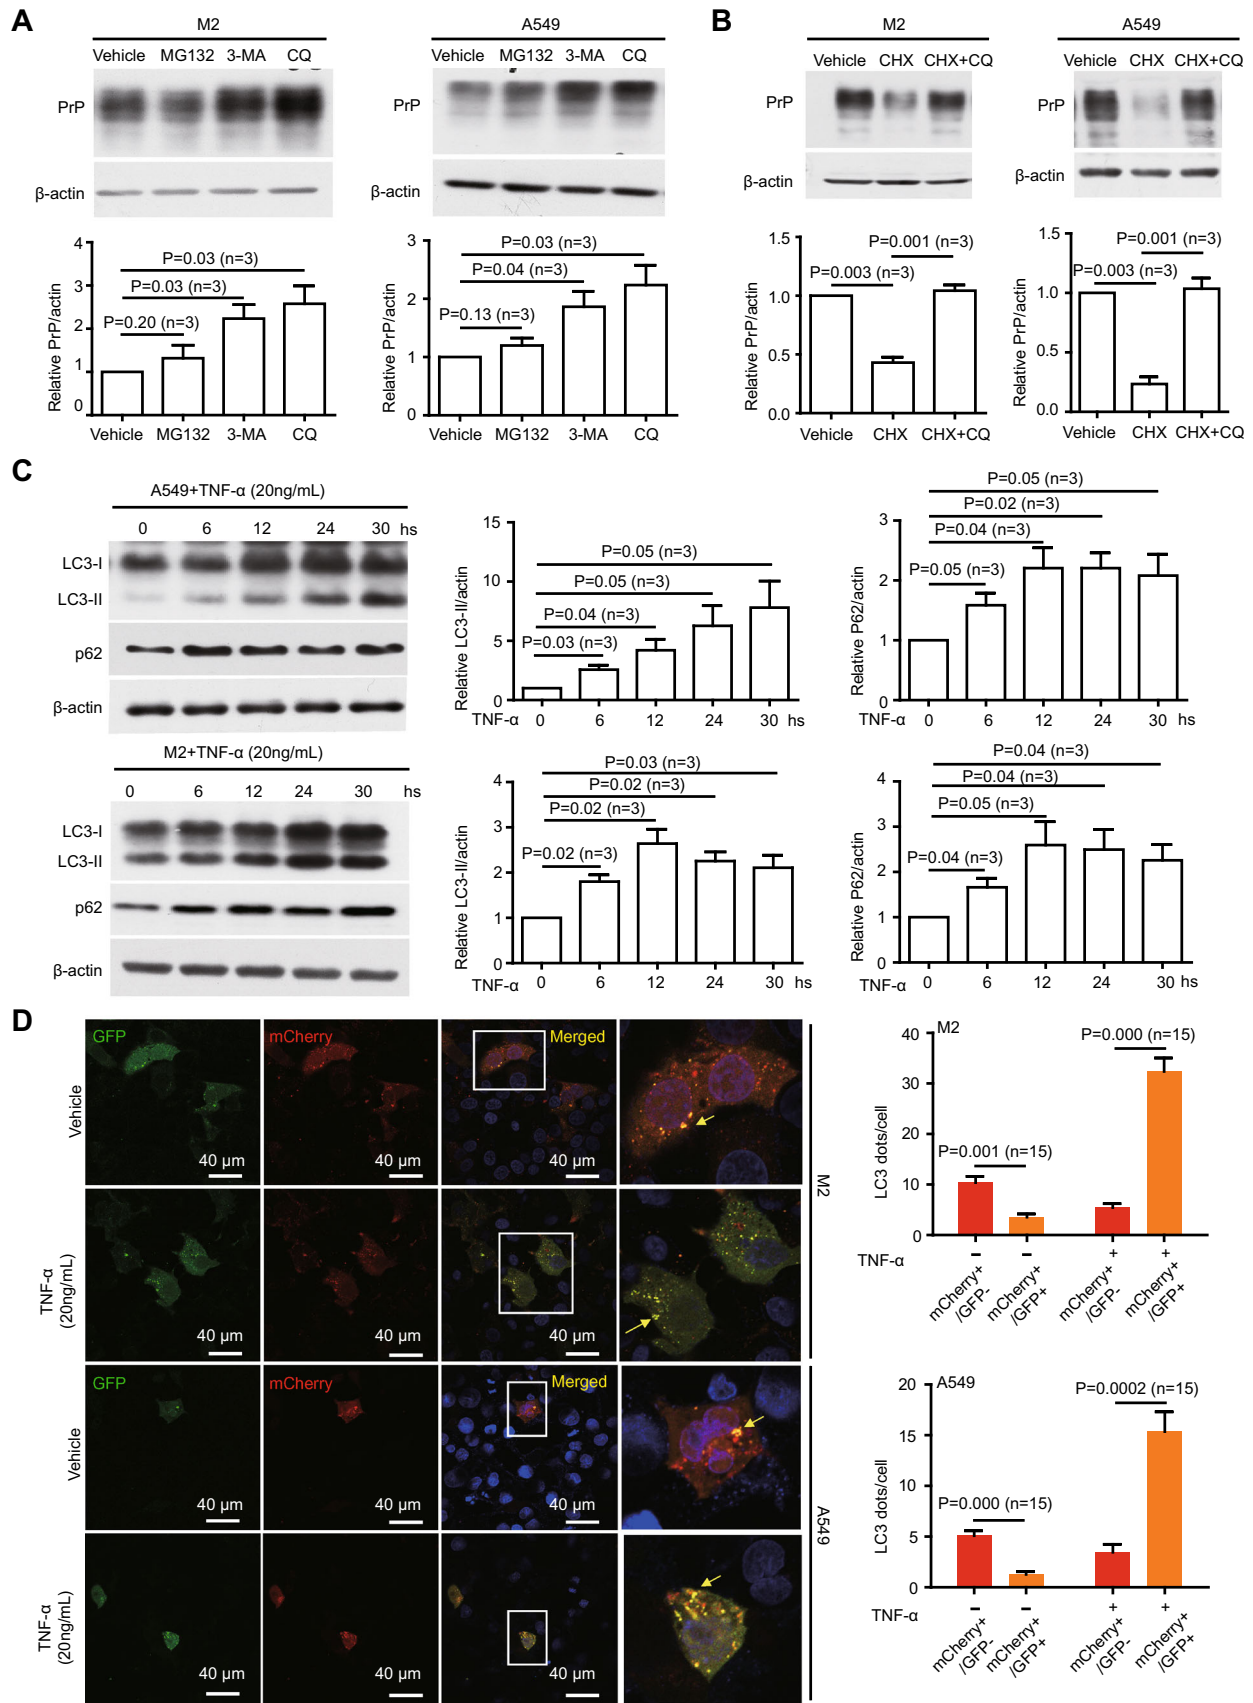 A
M2
Vehicle MG132 3-MA CQ
PrP
β-actin
A549
Vehicle MG132 3-MA CQ
PrP
β-actin
Relative PrP/actin
4
3
2
1
0
P=0.03 (n=3)
P=0.03 (n=3)
P=0.20 (n=3)
Vehicle MG132 3-MA CQ
Relative PrP/actin
3
2
1
0
P=0.03 (n=3)
P=0.04 (n=3)
P=0.13 (n=3)
Vehicle MG132 3-MA CQ
B
M2
Vehicle CHX CHX+CQ
PrP
β-actin
A549
Vehicle CHX CHX+CQ
PrP
β-actin
Relative PrP/actin
1.5
1.0
0.5
0.0
P=0.001 (n=3)
P=0.003 (n=3)
Vehicle CHX CHX+CQ
Relative PrP/actin
1.5
1.0
0.5
0.0
P=0.001 (n=3)
P=0.003 (n=3)
Vehicle CHX CHX+CQ
C
A549+TNF-α (20ng/mL)
0 6 12 24 30 hs
LC3-I
LC3-II
p62
β-actin
Relative LC3-II/actin
15
10
5
0
P=0.05 (n=3)
P=0.05 (n=3)
P=0.04 (n=3)
P=0.03 (n=3)
TNF-α 0 6 12 24 30 hs
Relative P62/actin
3
2
1
0
P=0.05 (n=3)
P=0.02 (n=3)
P=0.04 (n=3)
P=0.05 (n=3)
TNF-α 0 6 12 24 30 hs
M2+TNF-α (20ng/mL)
0 6 12 24 30 hs
LC3-I
LC3-II
p62
β-actin
Relative LC3-II/actin
4
3
2
1
0
P=0.03 (n=3)
P=0.02 (n=3)
P=0.02 (n=3)
P=0.02 (n=3)
TNF-α 0 6 12 24 30 hs
Relative P62/actin
4
3
2
1
0
P=0.04 (n=3)
P=0.04 (n=3)
P=0.05 (n=3)
P=0.04 (n=3)
TNF-α 0 6 12 24 30 hs
D
GFP mCherry Merged
Vehicle
40 µm 40 µm 40 µm
TNF-α
(20ng/mL)
40 µm 40 µm 40 µm
M2
GFP mCherry Merged
Vehicle
40 µm 40 µm 40 µm
TNF-α
(20ng/mL)
40 µm 40 µm 40 µm
A549
M2
LC3 dots/cell
40
30
20
10
0
P=0.000 (n=15)
P=0.001 (n=15)
TNF-α − − + +
mCherry+
/GFP-
mCherry+
/GFP+
mCherry+
/GFP-
mCherry+
/GFP+
A549
LC3 dots/cell
20
15
10
5
0
P=0.0002 (n=15)
P=0.000 (n=15)
TNF-α − − + +
mCherry+
/GFP-
mCherry+
/GFP+
mCherry+
/GFP-
mCherry+
/GFP+